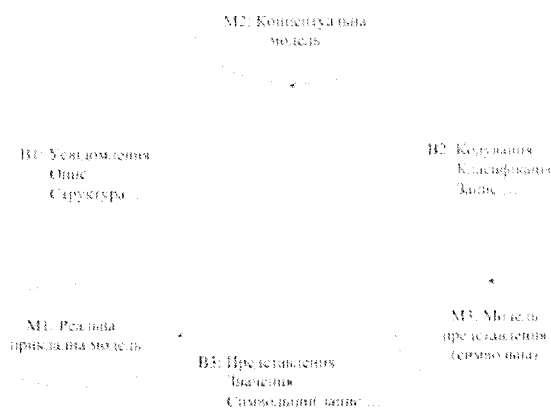 М2: Концептуальна
модель
В1: Усвідомлення
Опис
Структура ...
В2: Кодування
Класифікація
Запис ...
М1: Реальна
прикладна модель
М3: Модель
представлення
(символьна)
В3: Представлення
Значення
Символьний запис ...